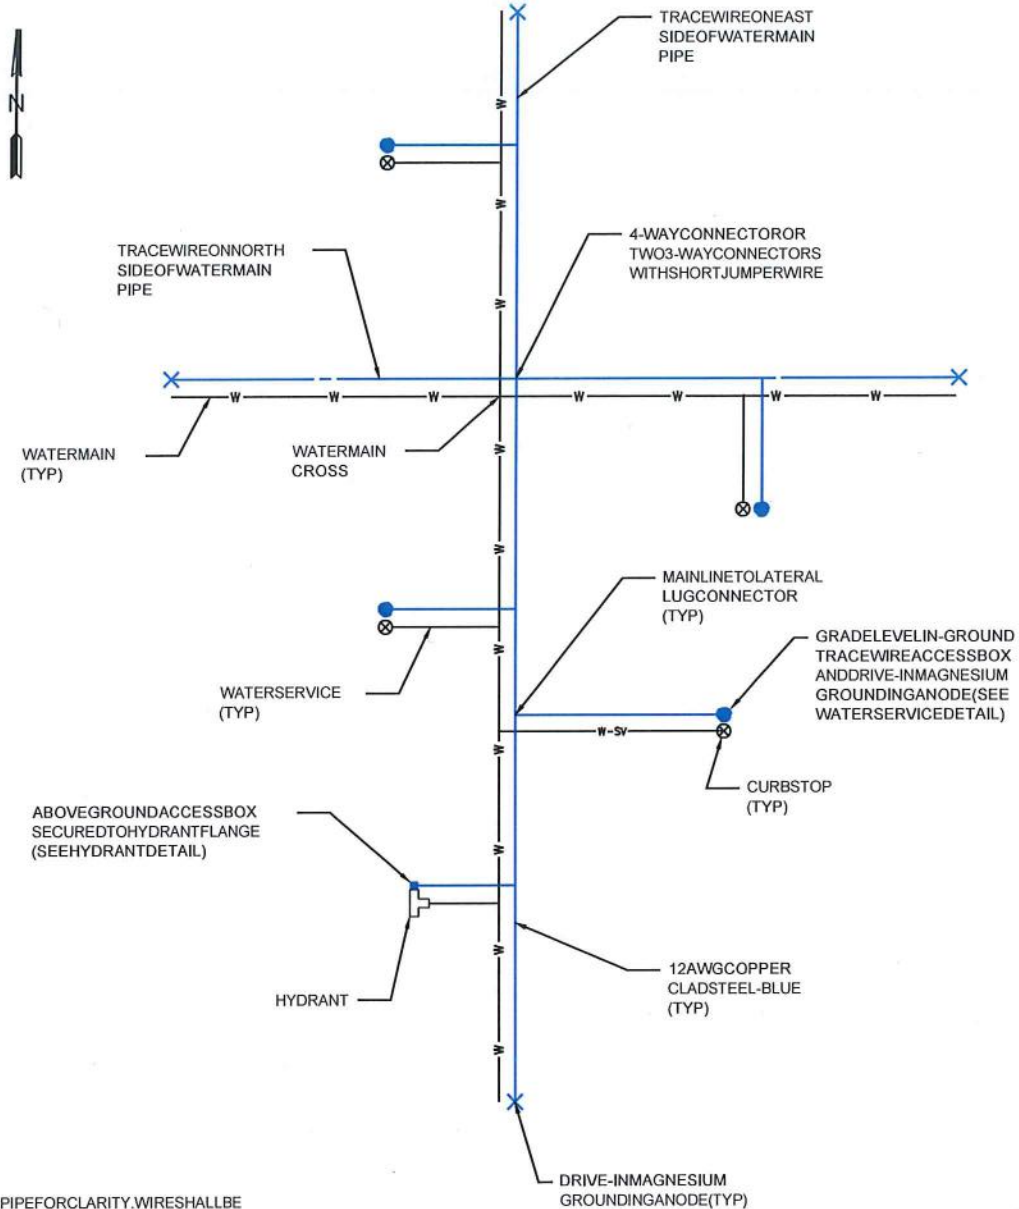 TRACEWIREONEAST
SIDEOFWATERMAIN
PIPE
N
TRACEWIREONNORTH
SIDEOFWATERMAIN
PIPE
4-WAYCONNECTOROR
TWO3-WAYCONNECTORS
WITHSHORTJUMPERWIRE
W
W
W
W
W
W
W
W
W
W
WATERMAIN
(TYP)
WATERMAIN
CROSS
W
W
MAINLINETOLATERAL
LUGCONNECTOR
(TYP)
W
GRADELEVELIN-GROUND
TRACEWIREACCESSBOX
ANDDRIVE-INMAGNESIUM
GROUNDINGANODE(SEE
WATERSERVICEDETAIL)
WATERSERVICE
(TYP)
W-SV
W
CURBSTOP
(TYP)
ABOVEGROUNDACCESSBOX
SECUREDTOHYDRANTFLANGE
(SEEHYDRANTDETAIL)
W
W
12AWGCOPPER
CLADSTEEL-BLUE
(TYP)
HYDRANT
W
DRIVE-INMAGNESIUM
GROUNDINGANODE(TYP)
PIPEFORCLARITY.WIRESHALLBE